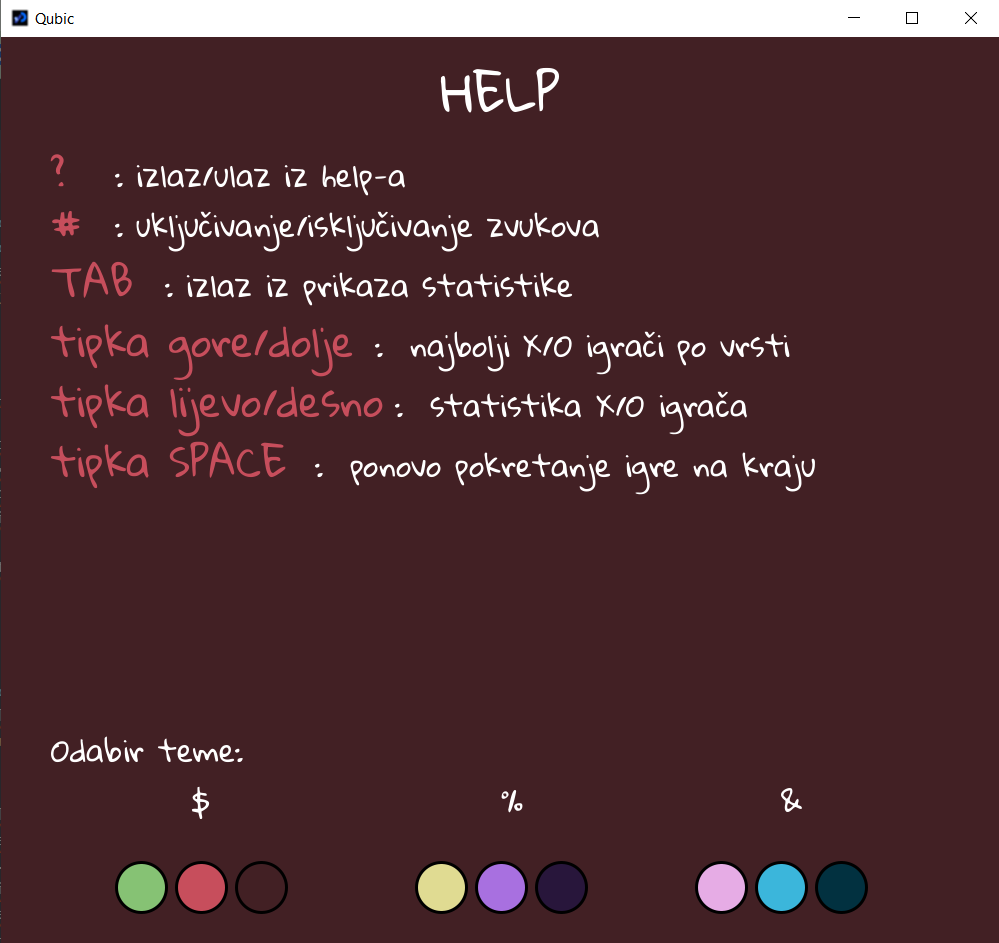 Qubic
HELP
? : izlaz/ulaz iz help-a
# : uključivanje/isključivanje zvukova
TAB : izlaz iz prikaza statistike
tipka gore/dolje : najbolji X/O igrači po vrsti
tipka lijevo/desno : statistika X/O igrača
tipka SPACE : ponovo pokretanje igre na kraju
Odabir teme:
$ % &